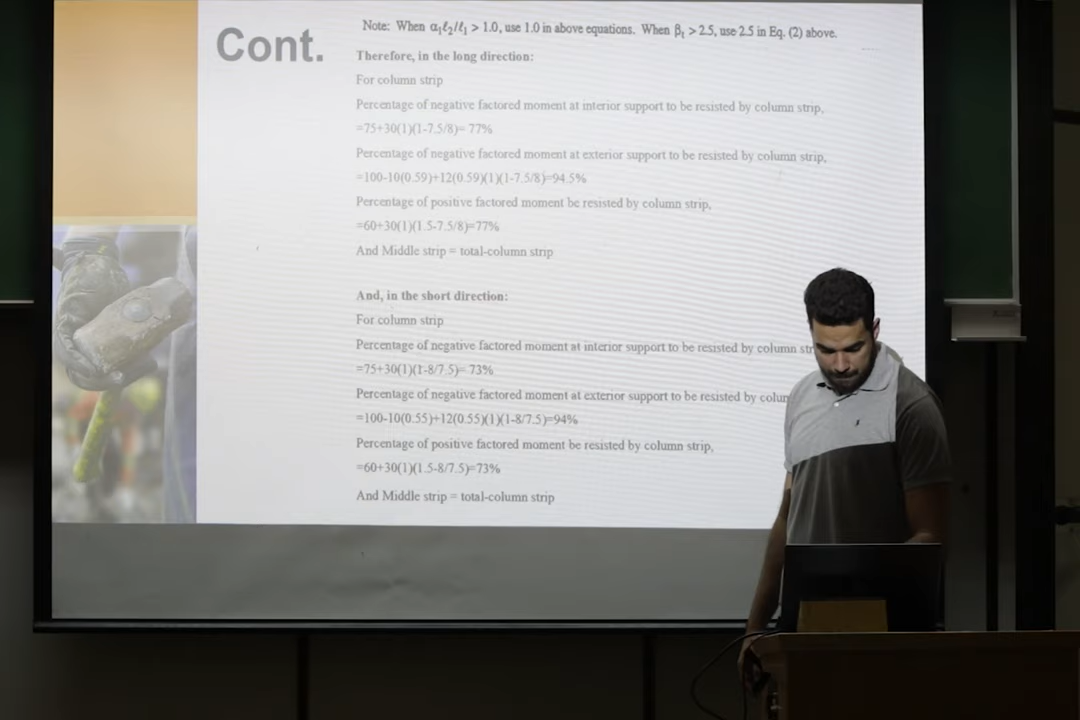 Cont.
Note: When α₁ℓ₂/ℓ₁ > 1.0, use 1.0 in above equations. When βₜ > 2.5, use 2.5 in Eq. (2) above.
Therefore, in the long direction:
For column strip
Percentage of negative factored moment at interior support to be resisted by column strip,
=75+30(1)(1-7.5/8)= 77%
Percentage of negative factored moment at exterior support to be resisted by column strip,
=100-10(0.59)+12(0.59)(1)(1-7.5/8)=94.5%
Percentage of positive factored moment be resisted by column strip,
=60+30(1)(1.5-7.5/8)=77%
And Middle strip = total-column strip
And, in the short direction:
For column strip
Percentage of negative factored moment at interior support to be resisted by column str
=75+30(1)(1-8/7.5)= 73%
Percentage of negative factored moment at exterior support to be resisted by colum
=100-10(0.55)+12(0.55)(1)(1-8/7.5)=94%
Percentage of positive factored moment be resisted by column strip,
=60+30(1)(1.5-8/7.5)=73%
And Middle strip = total-column strip